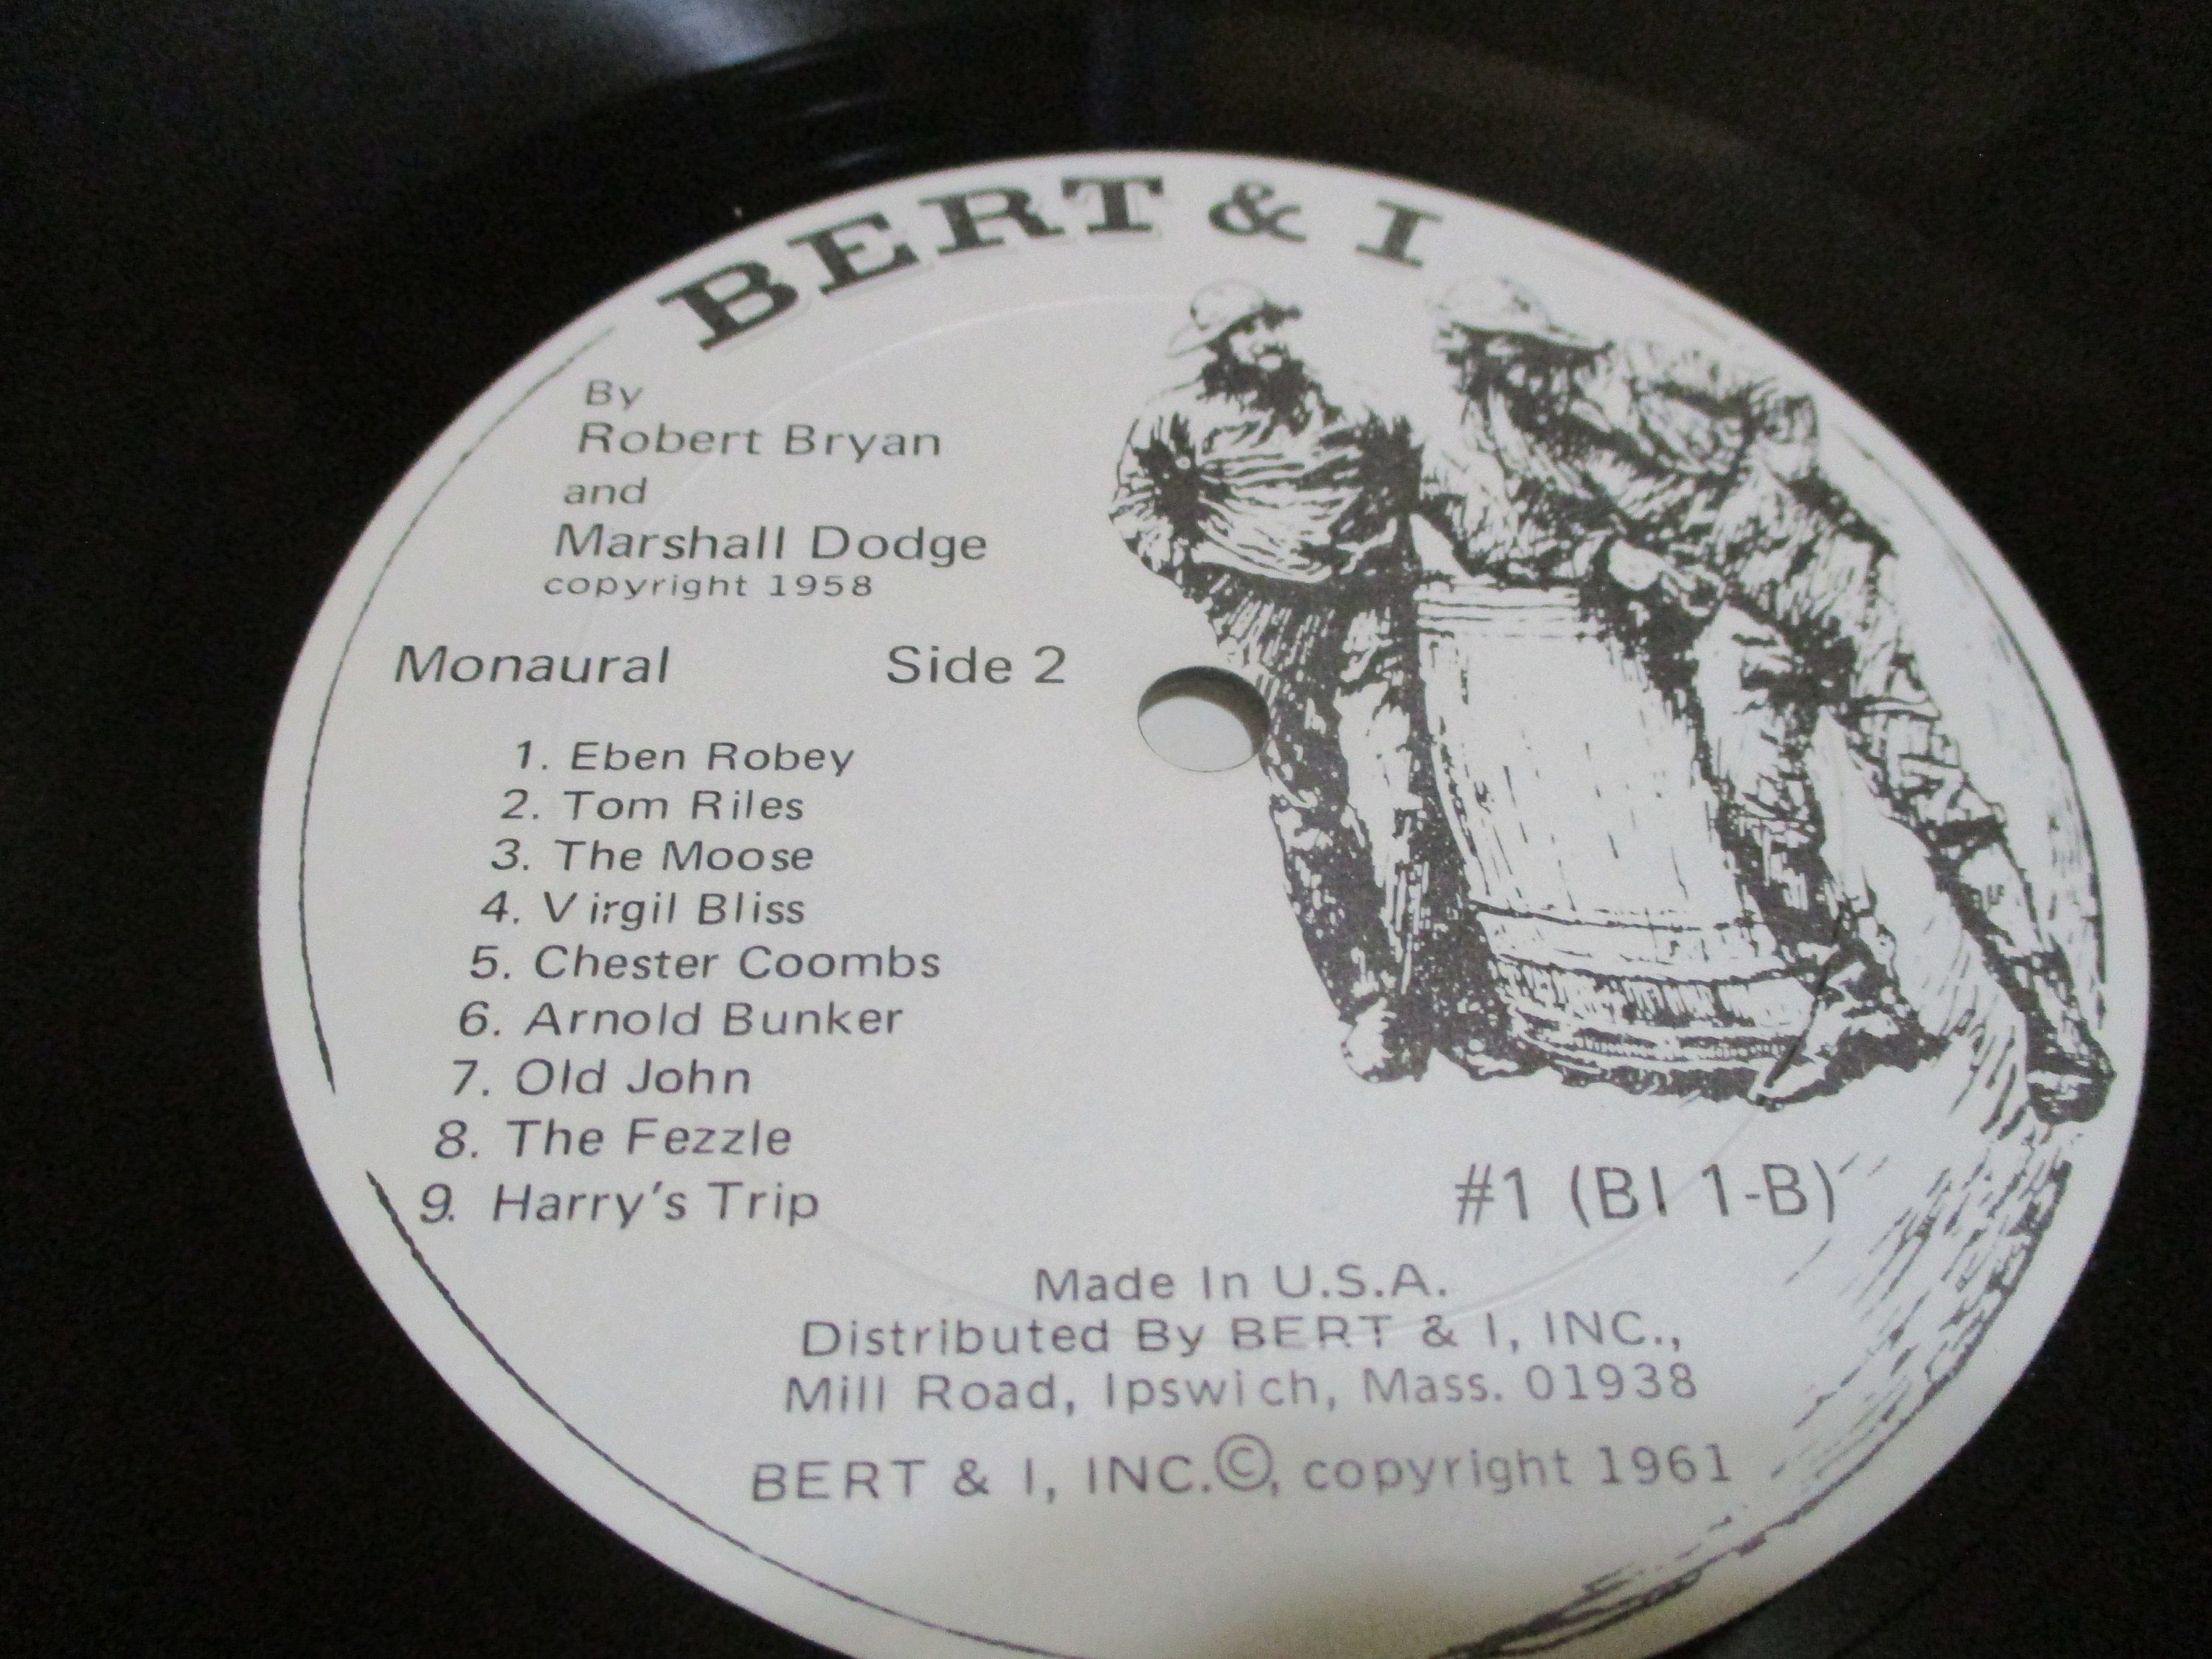 BERT & I
By
Robert Bryan
and
Marshall Dodge
copyright 1958
Monaural Side 2
1. Eben Robey
2. Tom Riles
3. The Moose
4. Virgil Bliss
5. Chester Coombs
6. Arnold Bunker
7. Old John
8. The Fezzle
9. Harry's Trip
#1 (BI 1-B)
Made In U.S.A.
Distributed By BERT & I, INC.,
Mill Road, Ipswich, Mass. 01938
BERT & I, INC.©, copyright 1961